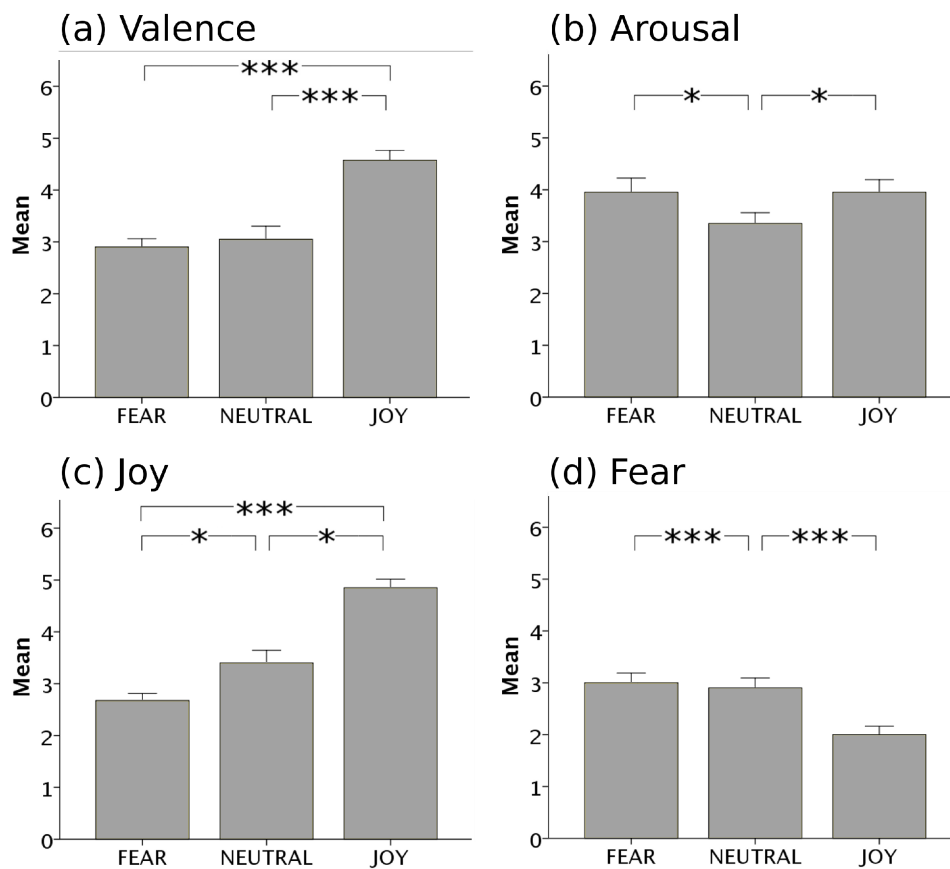 (a) Valence
***
***
6
5
4
3
2
1
0
Mean
FEAR NEUTRAL JOY
(b) Arousal
* *
6
5
4
3
2
1
0
Mean
FEAR NEUTRAL JOY
(c) Joy
***
* *
6
5
4
3
2
1
0
Mean
FEAR NEUTRAL JOY
(d) Fear
*** ***
6
5
4
3
2
1
0
Mean
FEAR NEUTRAL JOY